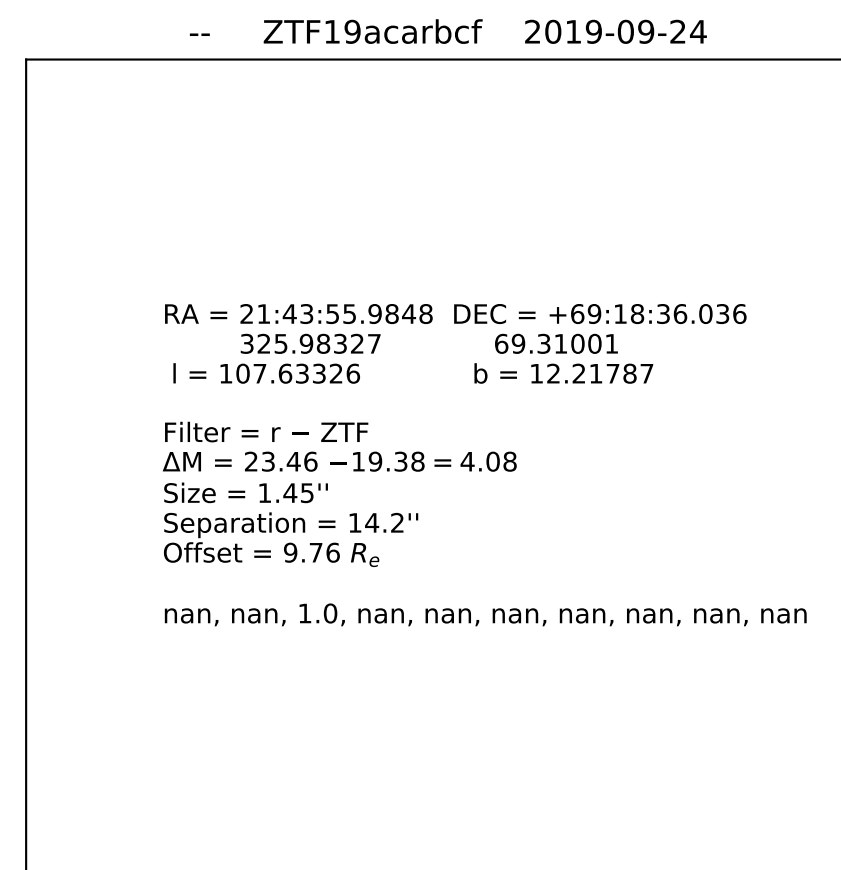 -- ZTF19acarbcf 2019-09-24
RA = 21:43:55.9848 DEC = +69:18:36.036
325.98327 69.31001
l = 107.63326 b = 12.21787
Filter = r − ZTF
ΔM = 23.46 −19.38 = 4.08
Size = 1.45''
Separation = 14.2''
Offset = 9.76 Re
nan, nan, 1.0, nan, nan, nan, nan, nan, nan, nan